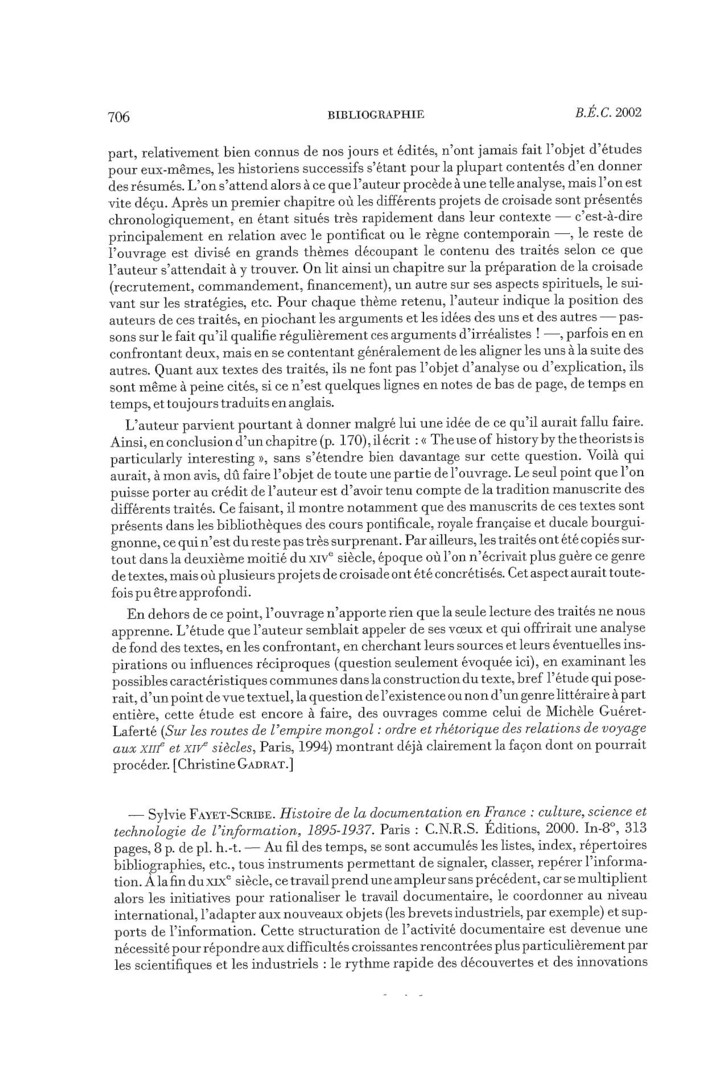 706 BIBLIOGRAPHIE B.É.C. 2002
part, relativement bien connus de nos jours et édités, n'ont jamais fait l'objet d'études
pour eux-mêmes, les historiens successifs s'étant pour la plupart contentés d'en donner
des résumés. L'on s'attend alors à ce que l'auteur procède à une telle analyse, mais l'on est
vite déçu. Après un premier chapitre où les différents projets de croisade sont présentés
chronologiquement, en étant situés très rapidement dans leur contexte — c'est-à-dire
principalement en relation avec le pontificat ou le règne contemporain —, le reste de
l'ouvrage est divisé en grands thèmes découpant le contenu des traités selon ce que
l'auteur s'attendait à y trouver. On lit ainsi un chapitre sur la préparation de la croisade
(recrutement, commandement, financement), un autre sur ses aspects spirituels, le sui-
vant sur les stratégies, etc. Pour chaque thème retenu, l'auteur indique la position des
auteurs de ces traités, en piochant les arguments et les idées des uns et des autres — pas-
sons sur le fait qu'il qualifie régulièrement ces arguments d'irréalistes ! —, parfois en en
confrontant deux, mais en se contentant généralement de les aligner les uns à la suite des
autres. Quant aux textes des traités, ils ne font pas l'objet d'analyse ou d'explication, ils
sont même à peine cités, si ce n'est quelques lignes en notes de bas de page, de temps en
temps, et toujours traduits en anglais.
L'auteur parvient pourtant à donner malgré lui une idée de ce qu'il aurait fallu faire.
Ainsi, en conclusion d'un chapitre (p. 170), il écrit : « The use of history by the theorists is
particularly interesting », sans s'étendre bien davantage sur cette question. Voilà qui
aurait, à mon avis, dû faire l'objet de toute une partie de l'ouvrage. Le seul point que l'on
puisse porter au crédit de l'auteur est d'avoir tenu compte de la tradition manuscrite des
différents traités. Ce faisant, il montre notamment que des manuscrits de ces textes sont
présents dans les bibliothèques des cours pontificale, royale française et ducale bourgui-
gnonne, ce qui n'est du reste pas très surprenant. Par ailleurs, les traités ont été copiés sur-
tout dans la deuxième moitié du XIVe siècle, époque où l'on n'écrivait plus guère ce genre
de textes, mais où plusieurs projets de croisade ont été concrétisés. Cet aspect aurait toute-
fois pu être approfondi.
En dehors de ce point, l'ouvrage n'apporte rien que la seule lecture des traités ne nous
apprenne. L'étude que l'auteur semblait appeler de ses vœux et qui offrirait une analyse
de fond des textes, en les confrontant, en cherchant leurs sources et leurs éventuelles ins-
pirations ou influences réciproques (question seulement évoquée ici), en examinant les
possibles caractéristiques communes dans la construction du texte, bref l'étude qui pose-
rait, d'un point de vue textuel, la question de l'existence ou non d'un genre littéraire à part
entière, cette étude est encore à faire, des ouvrages comme celui de Michèle Guéret-
Laferté (Sur les routes de l'empire mongol : ordre et rhétorique des relations de voyage
aux XIIIe et XIVe siècles, Paris, 1994) montrant déjà clairement la façon dont on pourrait
procéder. [Christine GADRAT.]
— Sylvie FAYET-SCRIBE. Histoire de la documentation en France : culture, science et
technologie de l'information, 1895-1937. Paris : C.N.R.S. Éditions, 2000. In-8°, 313
pages, 8 p. de pl. h.-t. — Au fil des temps, se sont accumulés les listes, index, répertoires
bibliographies, etc., tous instruments permettant de signaler, classer, repérer l'informa-
tion. À la fin du XIXe siècle, ce travail prend une ampleur sans précédent, car se multiplient
alors les initiatives pour rationaliser le travail documentaire, le coordonner au niveau
international, l'adapter aux nouveaux objets (les brevets industriels, par exemple) et sup-
ports de l'information. Cette structuration de l'activité documentaire est devenue une
nécessité pour répondre aux difficultés croissantes rencontrées plus particulièrement par
les scientifiques et les industriels : le rythme rapide des découvertes et des innovations